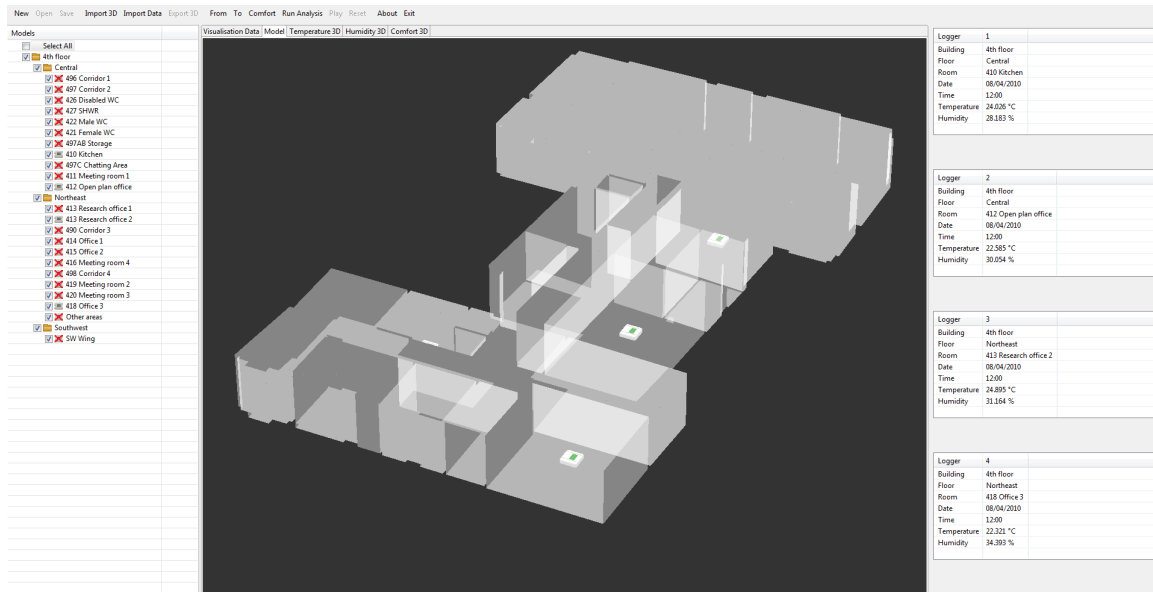 New Open Save Import 3D Import Data Export 3D From To Comfort Run Analysis Play Reset About Exit
Models
Select All
4th floor
Central
496 Corridor 1
497 Corridor 2
426 Disabled WC
427 SHWR
422 Male WC
421 Female WC
497AB Storage
410 Kitchen
497C Chatting Area
411 Meeting room 1
412 Open plan office
Northeast
413 Research office 1
413 Research office 2
490 Corridor 3
414 Office 1
415 Office 2
416 Meeting room 4
498 Corridor 4
419 Meeting room 2
420 Meeting room 3
418 Office 3
Other areas
Southwest
SW Wing
Visualisation Data Model Temperature 3D Humidity 3D Comfort 3D
Logger 1
Building 4th floor
Floor Central
Room 410 Kitchen
Date 08/04/2010
Time 12:00
Temperature 24.026 °C
Humidity 28.183 %
Logger 2
Building 4th floor
Floor Central
Room 412 Open plan office
Date 08/04/2010
Time 12:00
Temperature 22.585 °C
Humidity 30.054 %
Logger 3
Building 4th floor
Floor Northeast
Room 413 Research office 2
Date 08/04/2010
Time 12:00
Temperature 24.895 °C
Humidity 31.164 %
Logger 4
Building 4th floor
Floor Northeast
Room 418 Office 3
Date 08/04/2010
Time 12:00
Temperature 22.321 °C
Humidity 34.393 %